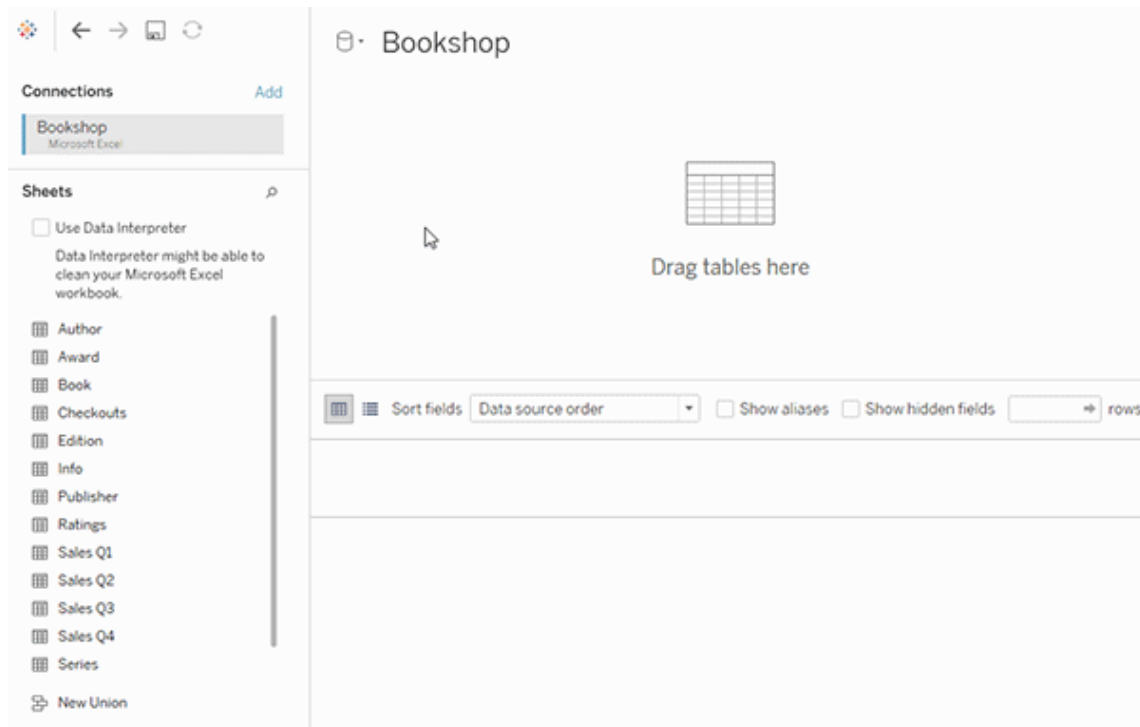 Bookshop
Connections
Add
Bookshop
Microsoft Excel
Sheets
Use Data Interpreter
Data Interpreter might be able to
clean your Microsoft Excel
workbook.
Author
Award
Book
Checkouts
Edition
Info
Publisher
Ratings
Sales Q1
Sales Q2
Sales Q3
Sales Q4
Series
New Union
Drag tables here
Sort fields Data source order Show aliases Show hidden fields rows